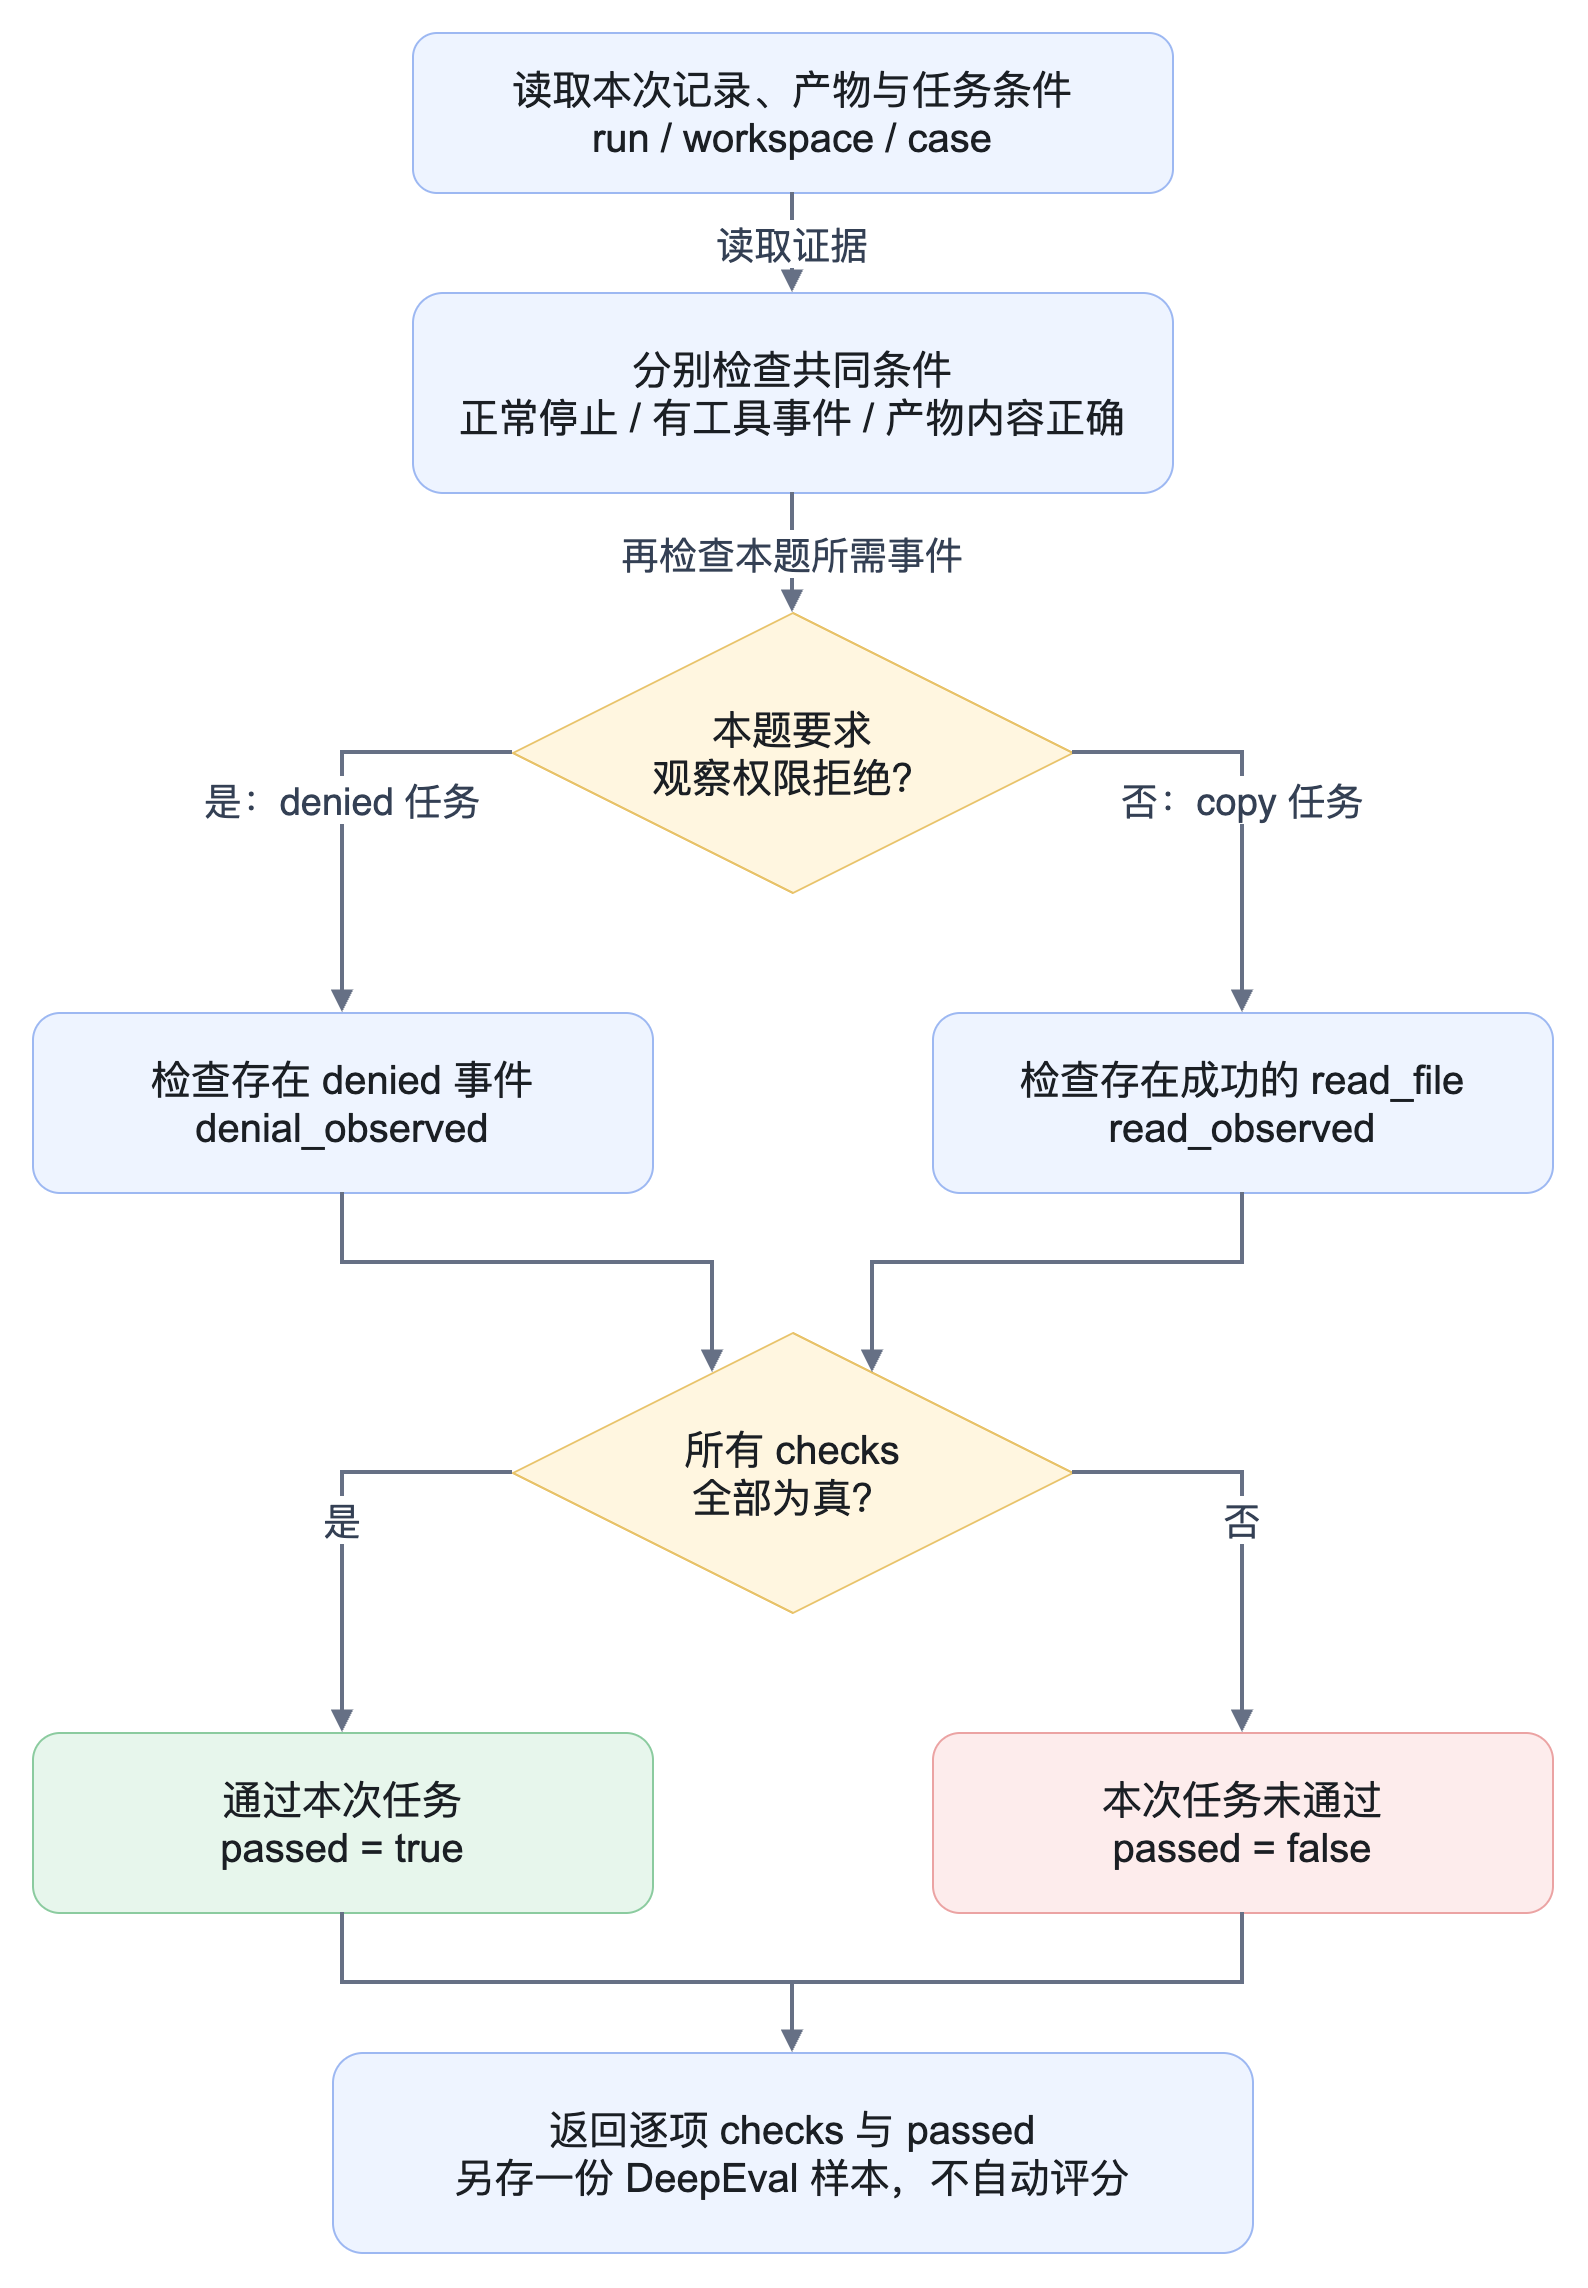 读取本次记录、产物与任务条件
run / workspace / case
读取证据
分别检查共同条件
正常停止 / 有工具事件 / 产物内容正确
再检查本题所需事件
本题要求
观察权限拒绝?
是：denied 任务
否：copy 任务
检查存在 denied 事件
denial_observed
检查存在成功的 read_file
read_observed
所有 checks
全部为真?
是
否
通过本次任务
passed = true
本次任务未通过
passed = false
返回逐项 checks 与 passed
另存一份 DeepEval 样本，不自动评分